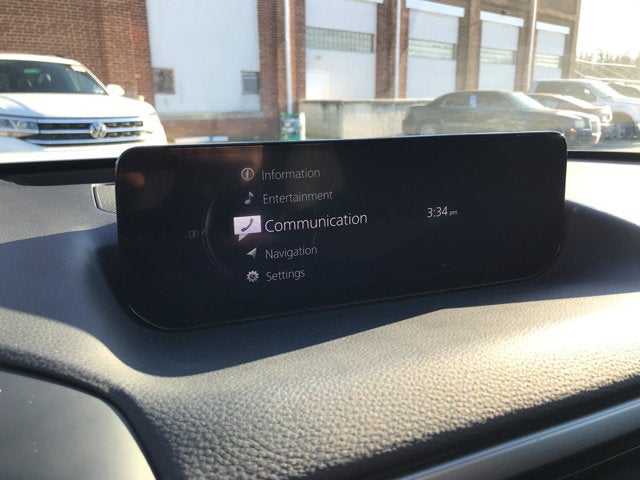 Information
Entertainment
Communication
3:34 pm
Navigation
Settings